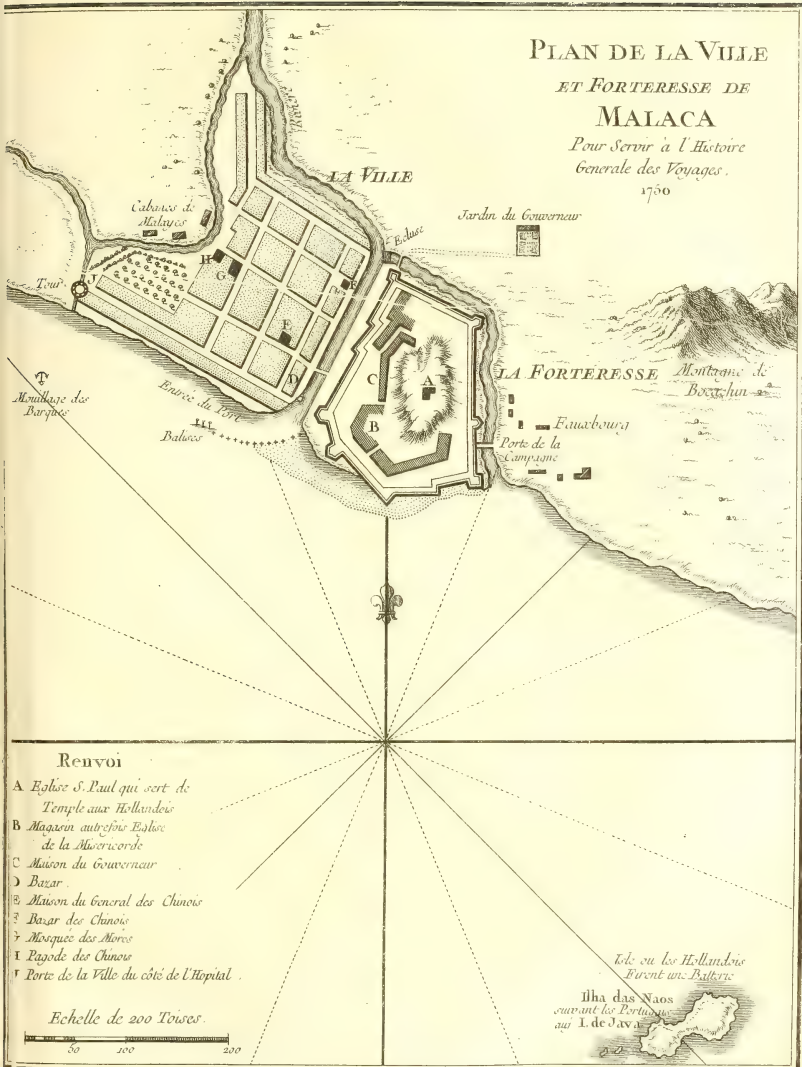 PLAN DE LA VILLE
ET FORTERESSE DE
MALACA
Pour Servir à l'Histoire
Generale des Voyages.
1750
LA VILLE
Cabanes de
Malayes
Jardin du Gouverneur
Ecluse
H
G
F
J
Tour
E
D
C
A
B
LA FORTERESSE
Montagne de
Mouillage des
Barques
Entrée du Port
Balises
Fauxbourg
Porte de la
Campagne
Renvoi
A Eglise S. Paul qui sert de
Temple aux Hollandois
B Magasin autrefois Eglise
de la Misericorde
C Maison du Gouverneur
D Bazar.
E Maison du General des Chinois
Bazar des Chinois
Mosquée des Mores
Pagode des Chinois
Porte de la Ville du côté de l'Hopital.
Echelle de 200 Toises.
50 100 200
Isle ou les Hollandois
Firent une Batterie
Ilha das Naos
suivant les Portugais
I. de Java